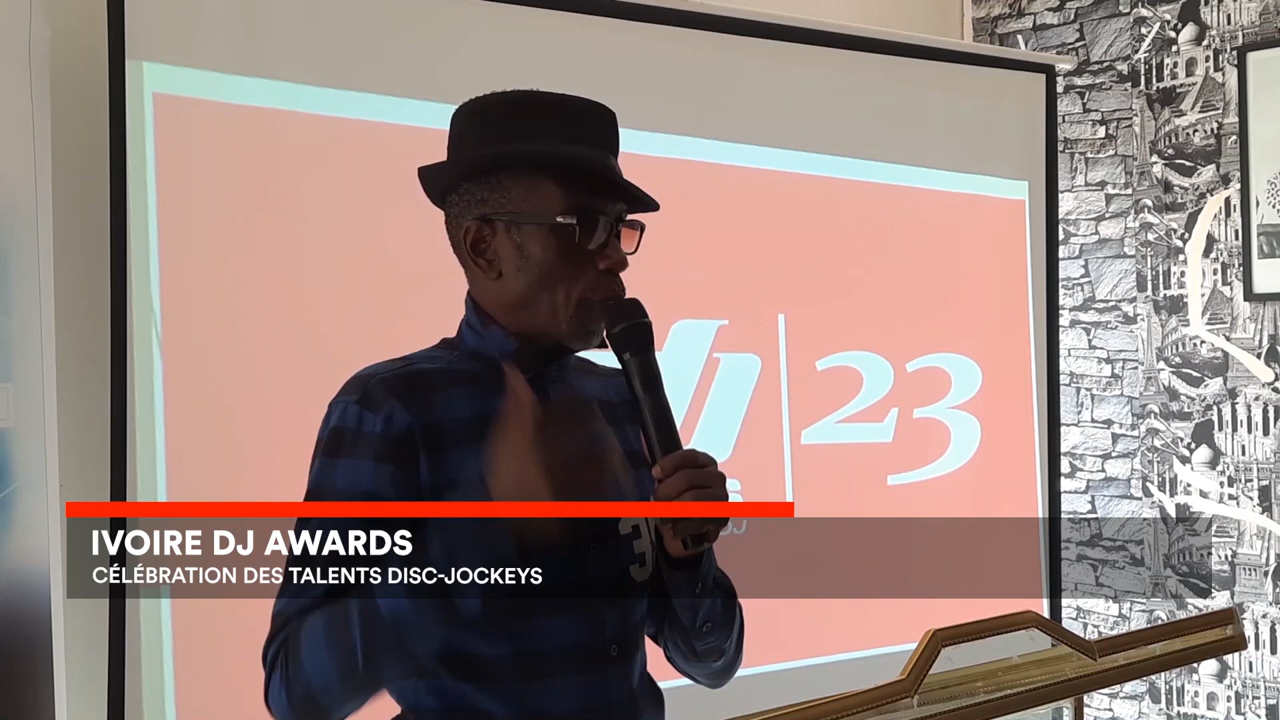 23
IVOIRE DJ AWARDS
CÉLÉBRATION DES TALENTS DISC-JOCKEYS